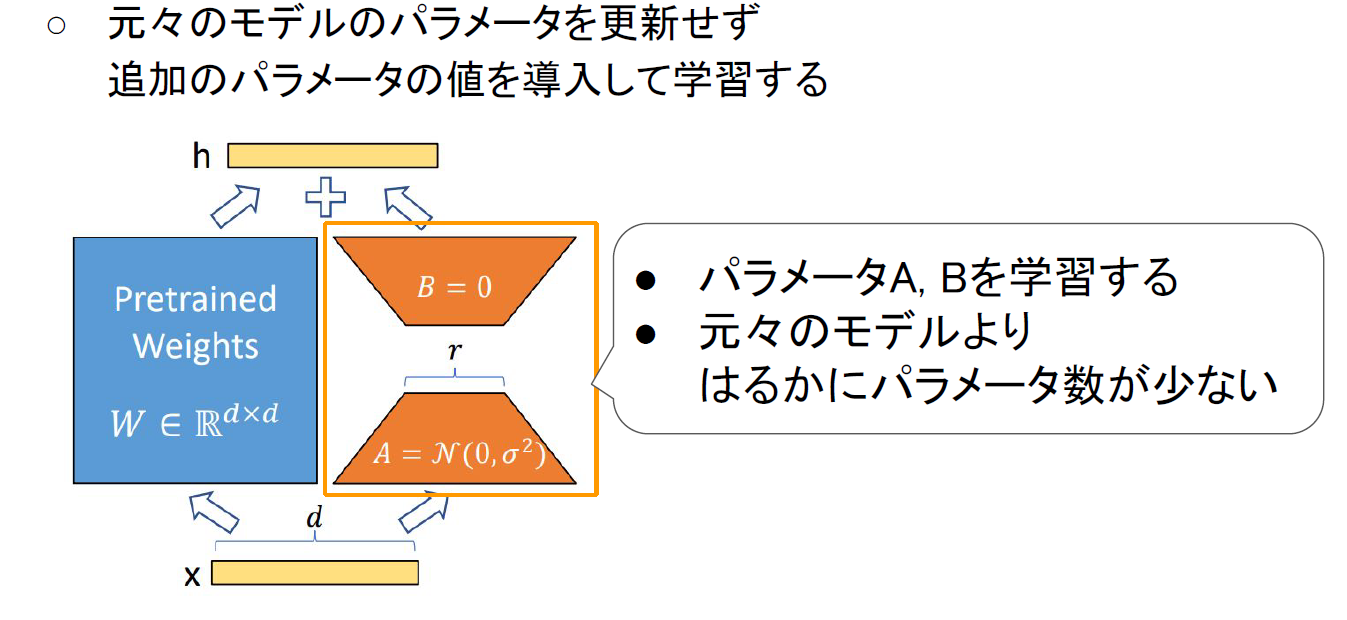 ○ 元々のモデルのパラメータを更新せず
追加のパラメータの値を導入して学習する
h
Pretrained
Weights
W ∈ ℝ^{d×d}
B = 0
r
A = 𝒩(0, σ²)
d
x
● パラメータA, Bを学習する
● 元々のモデルより
はるかにパラメータ数が少ない